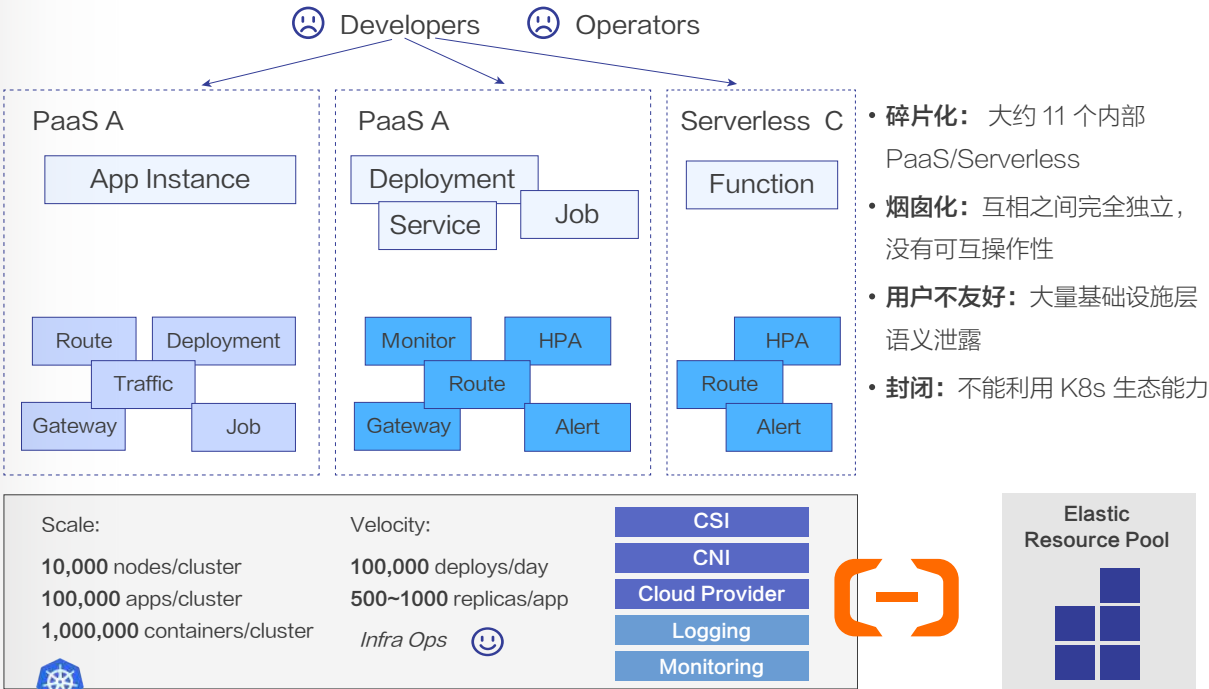 Developers
Operators
PaaS A
App Instance
Route
Deployment
Traffic
Gateway
Job
PaaS A
Deployment
Service
Job
Monitor
HPA
Route
Gateway
Alert
Serverless C
Function
HPA
Route
Alert
• 碎片化： 大约 11 个内部
PaaS/Serverless
• 烟囱化：互相之间完全独立，
没有可互操作性
• 用户不友好：大量基础设施层
语义泄露
• 封闭：不能利用 K8s 生态能力
Scale:
10,000 nodes/cluster
100,000 apps/cluster
1,000,000 containers/cluster
Velocity:
100,000 deploys/day
500~1000 replicas/app
Infra Ops
CSI
CNI
Cloud Provider
Logging
Monitoring
Elastic
Resource Pool